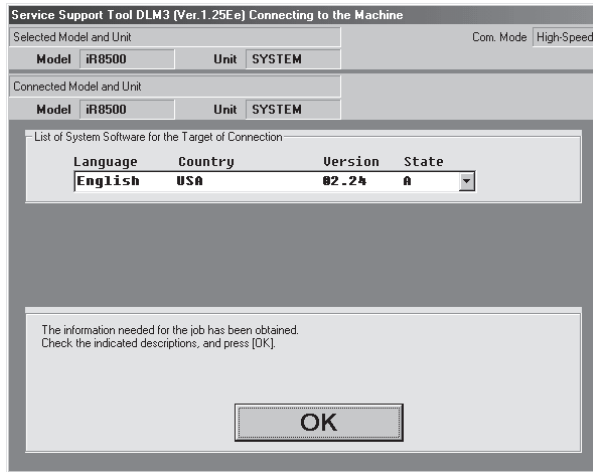 Service Support Tool DLM3 (Ver.1.25Ee) Connecting to the Machine
Selected Model and Unit Com. Mode High-Speed
Model iR8500 Unit SYSTEM
Connected Model and Unit
Model iR8500 Unit SYSTEM
List of System Software for the Target of Connection
Language Country Version State
English USA 02.24 A
The information needed for the job has been obtained.
Check the indicated descriptions, and press [OK].
OK